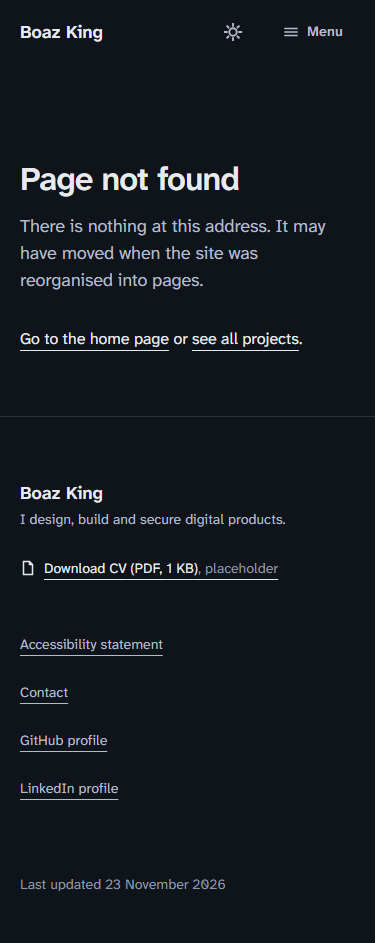 Boaz King
Menu
Page not found
There is nothing at this address. It may
have moved when the site was
reorganised into pages.
Go to the home page or see all projects.
Boaz King
I design, build and secure digital products.
Download CV (PDF, 1 KB), placeholder
Accessibility statement
Contact
GitHub profile
LinkedIn profile
Last updated 23 November 2026